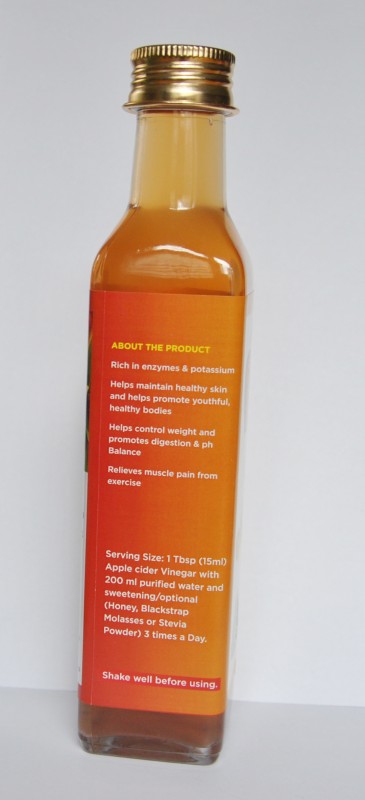 ABOUT THE PRODUCT
Rich in enzymes & potassium
Helps maintain healthy skin
and helps promote youthful,
healthy bodies
Helps control weight and
promotes digestion & ph
Balance
Relieves muscle pain from
exercise
Serving Size: 1 Tbsp (15ml)
Apple cider Vinegar with
200 ml purified water and
sweetening/optional
(Honey, Blackstrap
Molasses or Stevia
Powder) 3 times a Day.
Shake well before using.